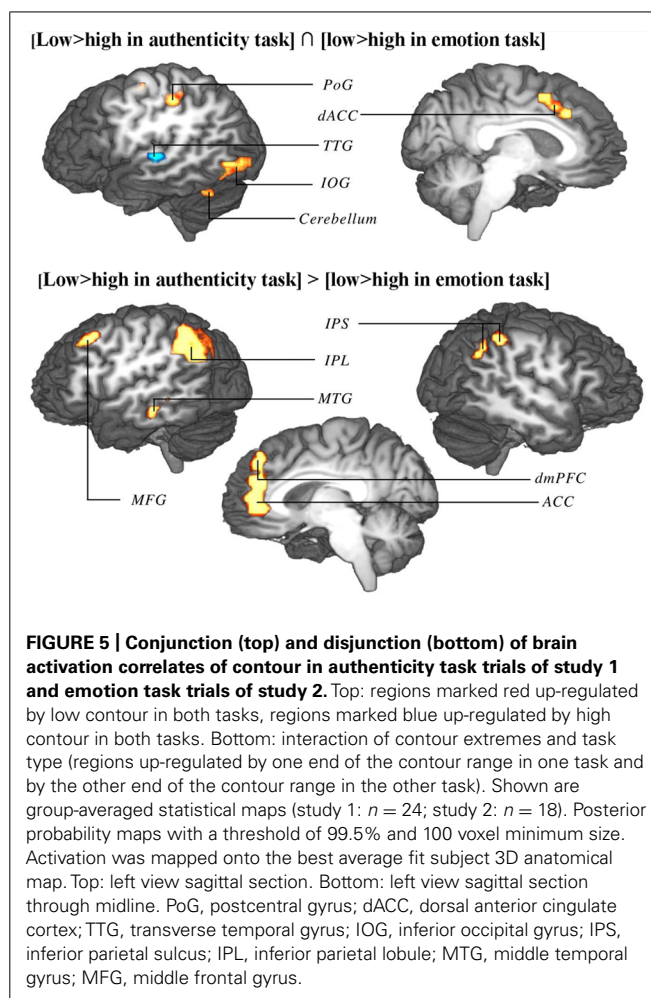 [Low>high in authenticity task] ∩ [low>high in emotion task]
PoG
dACC
TTG
IOG
Cerebellum
[Low>high in authenticity task] > [low>high in emotion task]
IPS
IPL
MTG
dmPFC
MFG
ACC
FIGURE 5 | Conjunction (top) and disjunction (bottom) of brain
activation correlates of contour in authenticity task trials of study 1
and emotion task trials of study 2. Top: regions marked red up-regulated
by low contour in both tasks, regions marked blue up-regulated by high
contour in both tasks. Bottom: interaction of contour extremes and task
type (regions up-regulated by one end of the contour range in one task and
by the other end of the contour range in the other task). Shown are
group-averaged statistical maps (study 1: n = 24; study 2: n = 18). Posterior
probability maps with a threshold of 99.5% and 100 voxel minimum size.
Activation was mapped onto the best average fit subject 3D anatomical
map. Top: left view sagittal section. Bottom: left view sagittal section
through midline. PoG, postcentral gyrus; dACC, dorsal anterior cingulate
cortex; TTG, transverse temporal gyrus; IOG, inferior occipital gyrus; IPS,
inferior parietal sulcus; IPL, inferior parietal lobule; MTG, middle temporal
gyrus; MFG, middle frontal gyrus.